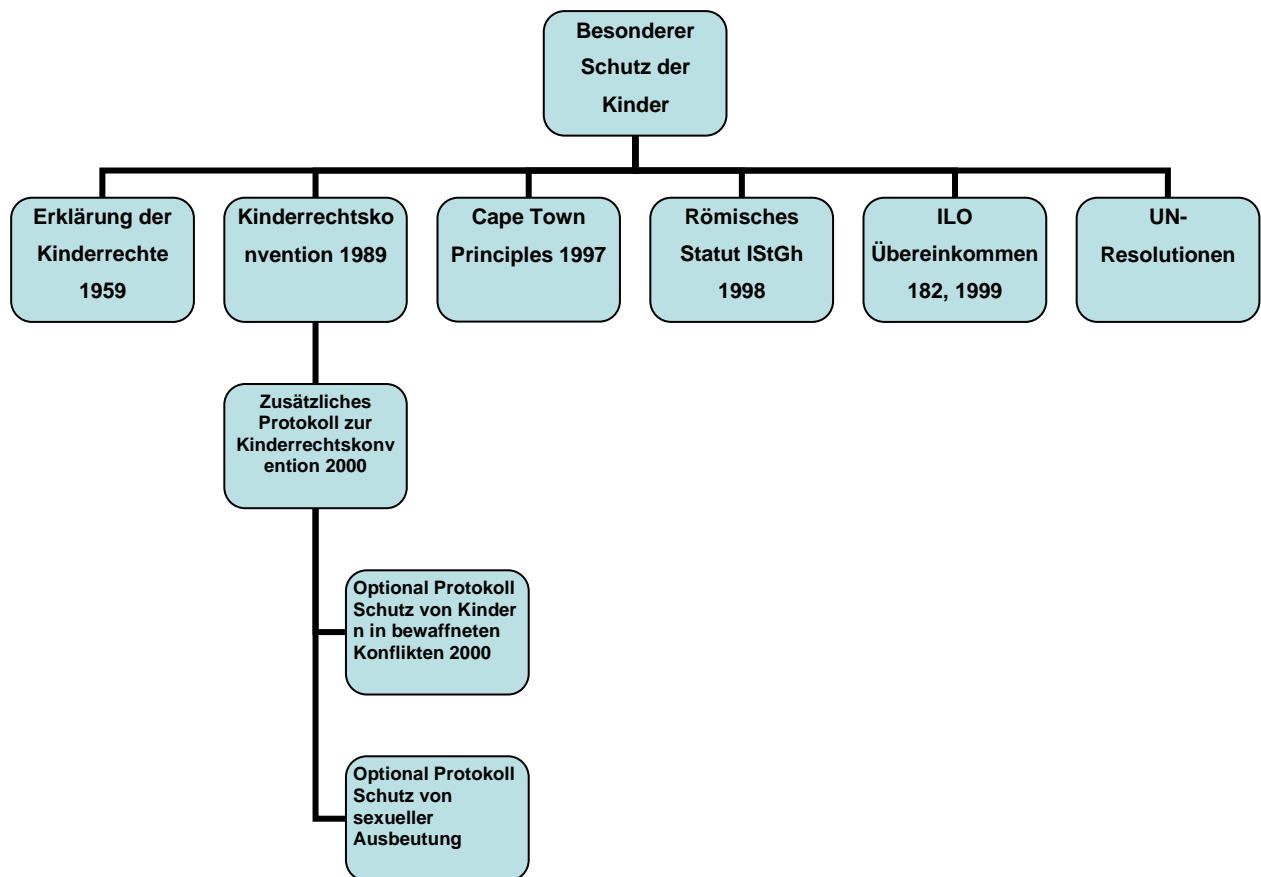 Besonderer
Schutz der
Kinder
Erklärung der
Kinderrechte
1959
Kinderrechtsko
nvention 1989
Cape Town
Principles 1997
Römisches
Statut IStGh
1998
ILO
Übereinkommen
182, 1999
UN-
Resolutionen
Zusätzliches
Protokoll zur
Kinderrechtskonv
ention 2000
Optional Protokoll
Schutz von Kinder
n in bewaffneten
Konflikten 2000
Optional Protokoll
Schutz von
sexueller
Ausbeutung